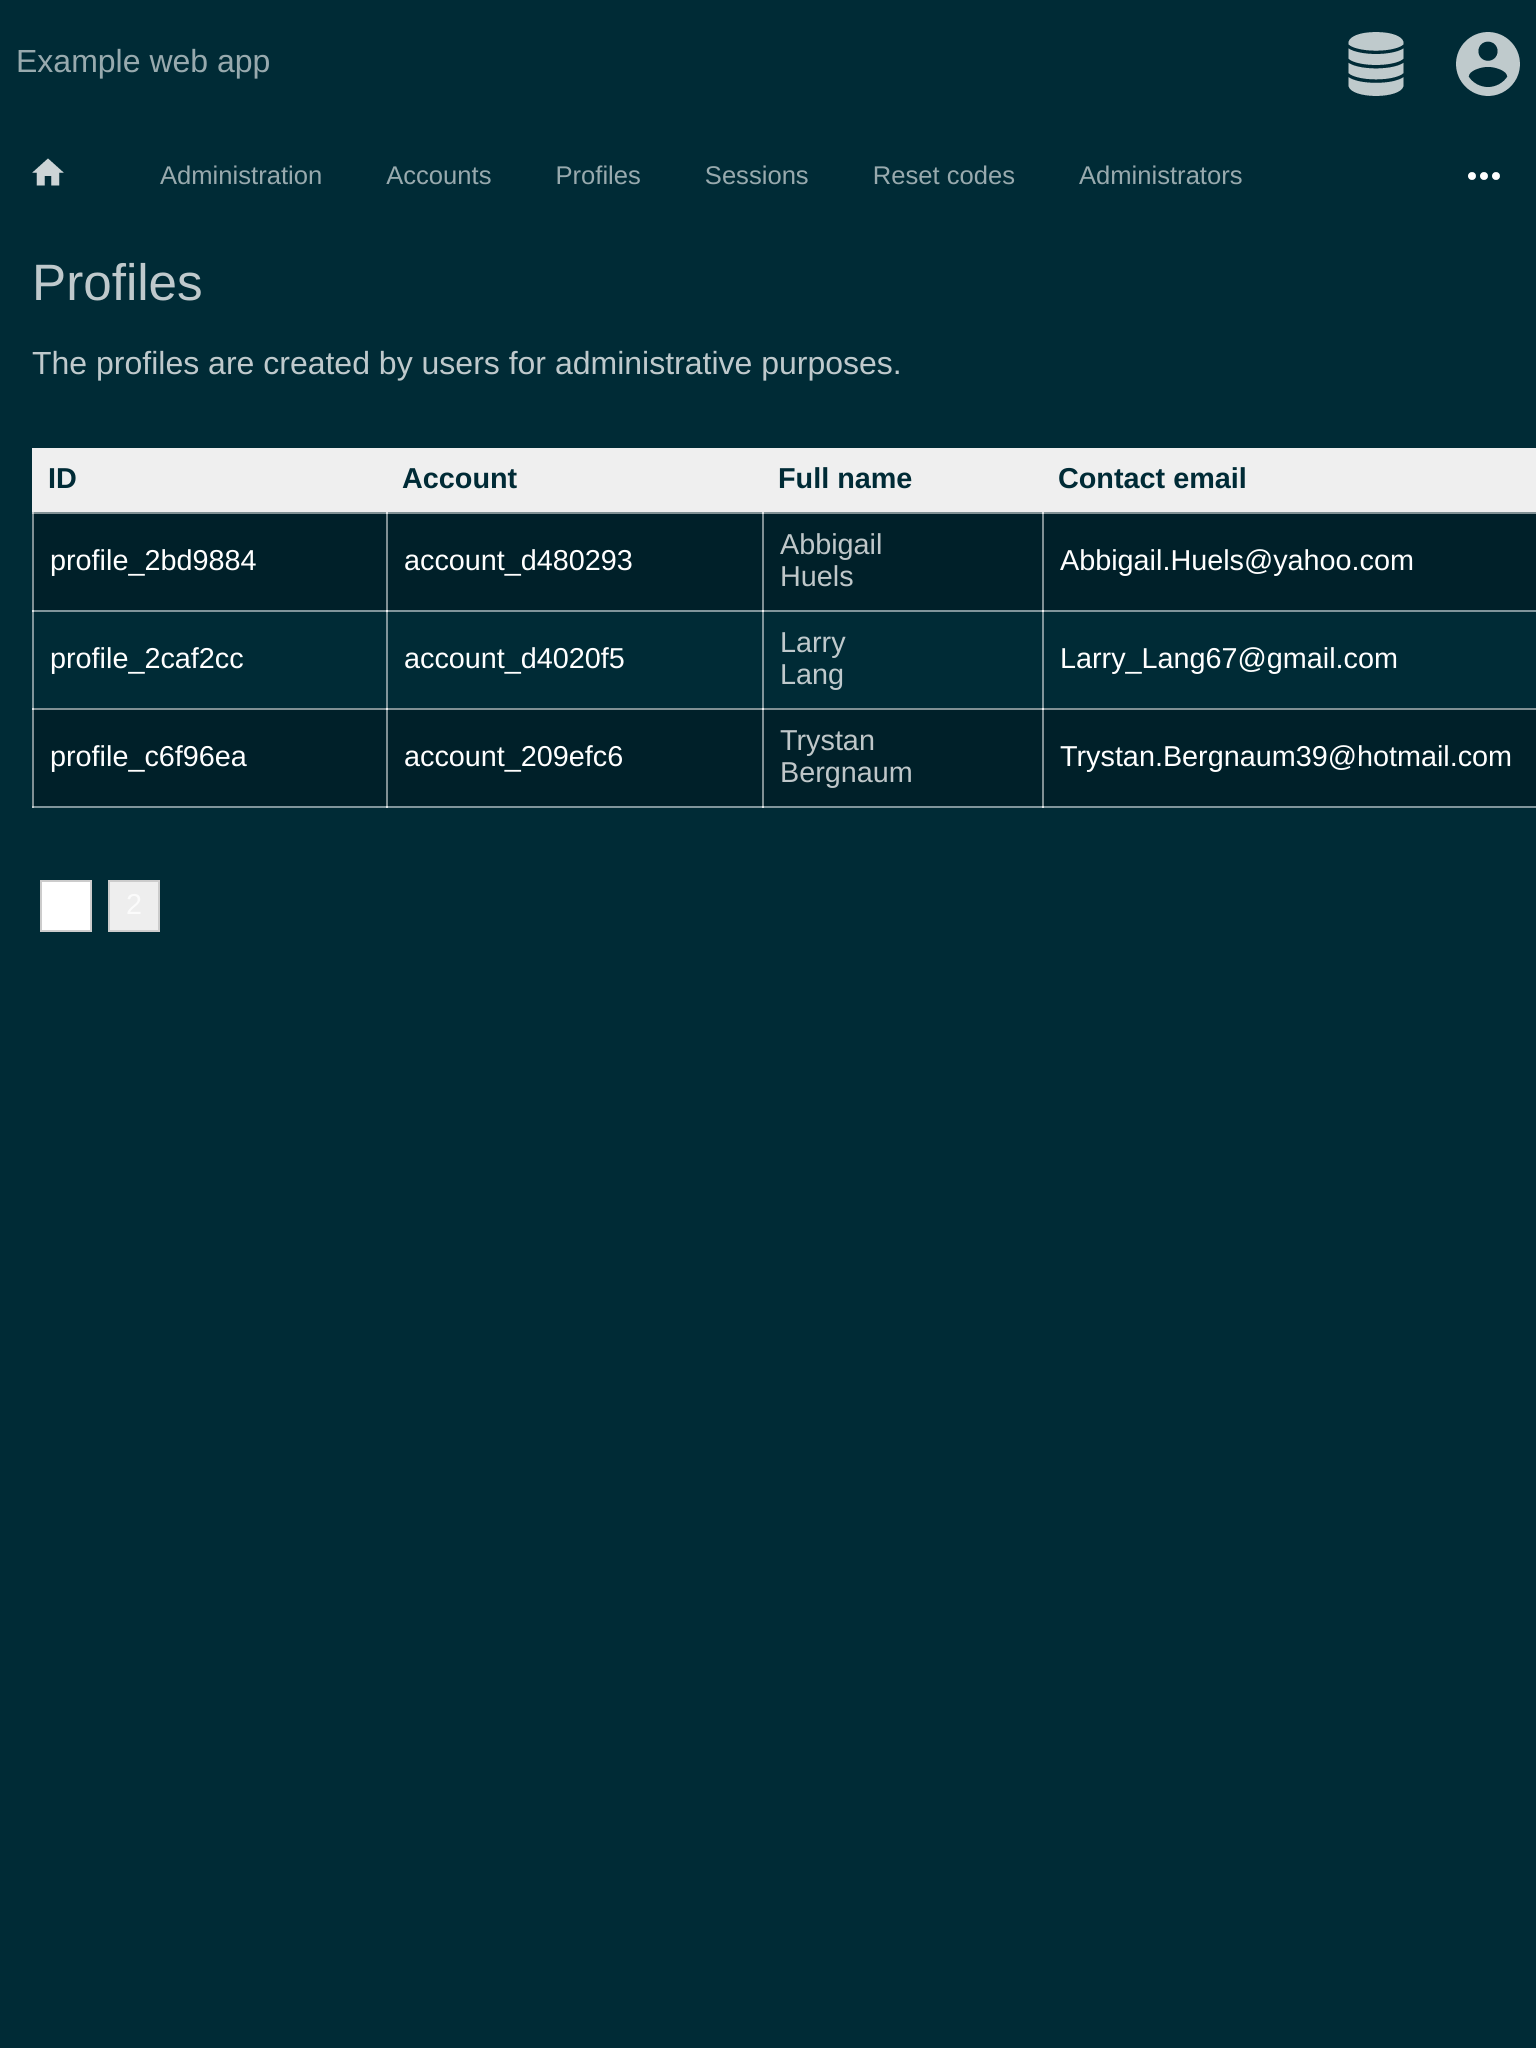 Example web app
Administration Accounts Profiles Sessions Reset codes Administrators
Profiles
The profiles are created by users for administrative purposes.
ID Account Full name Contact email
profile_2bd9884 account_d480293 Abbigail Huels Abbigail.Huels@yahoo.com
profile_2caf2cc account_d4020f5 Larry Lang Larry_Lang67@gmail.com
profile_c6f96ea account_209efc6 Trystan Bergnaum Trystan.Bergnaum39@hotmail.com
2